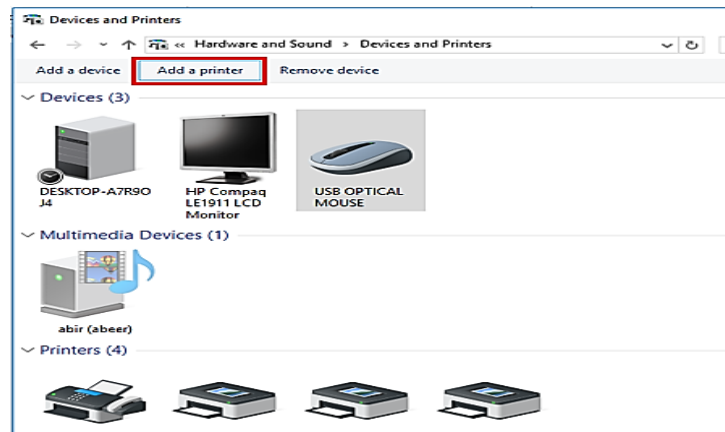 Devices and Printers
« Hardware and Sound › Devices and Printers
Add a device Add a printer Remove device
Devices (3)
DESKTOP-A7R9O
J4
HP Compaq
LE1911 LCD
Monitor
USB OPTICAL
MOUSE
Multimedia Devices (1)
abir (abeer)
Printers (4)